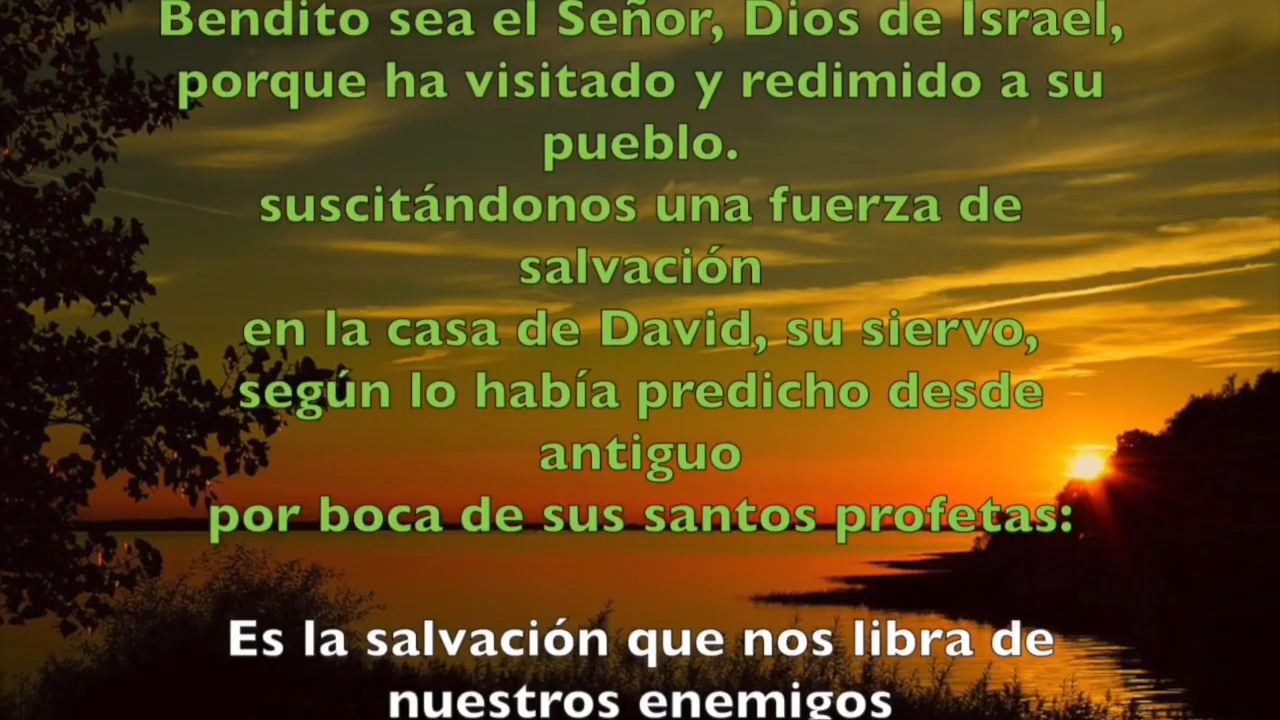 Bendito sea el Señor, Dios de Israel,
porque ha visitado y redimido a su
pueblo.
suscitándonos una fuerza de
salvación
en la casa de David, su siervo,
según lo había predicho desde
antiguo
por boca de sus santos profetas:
Es la salvación que nos libra de
nuestros enemigos